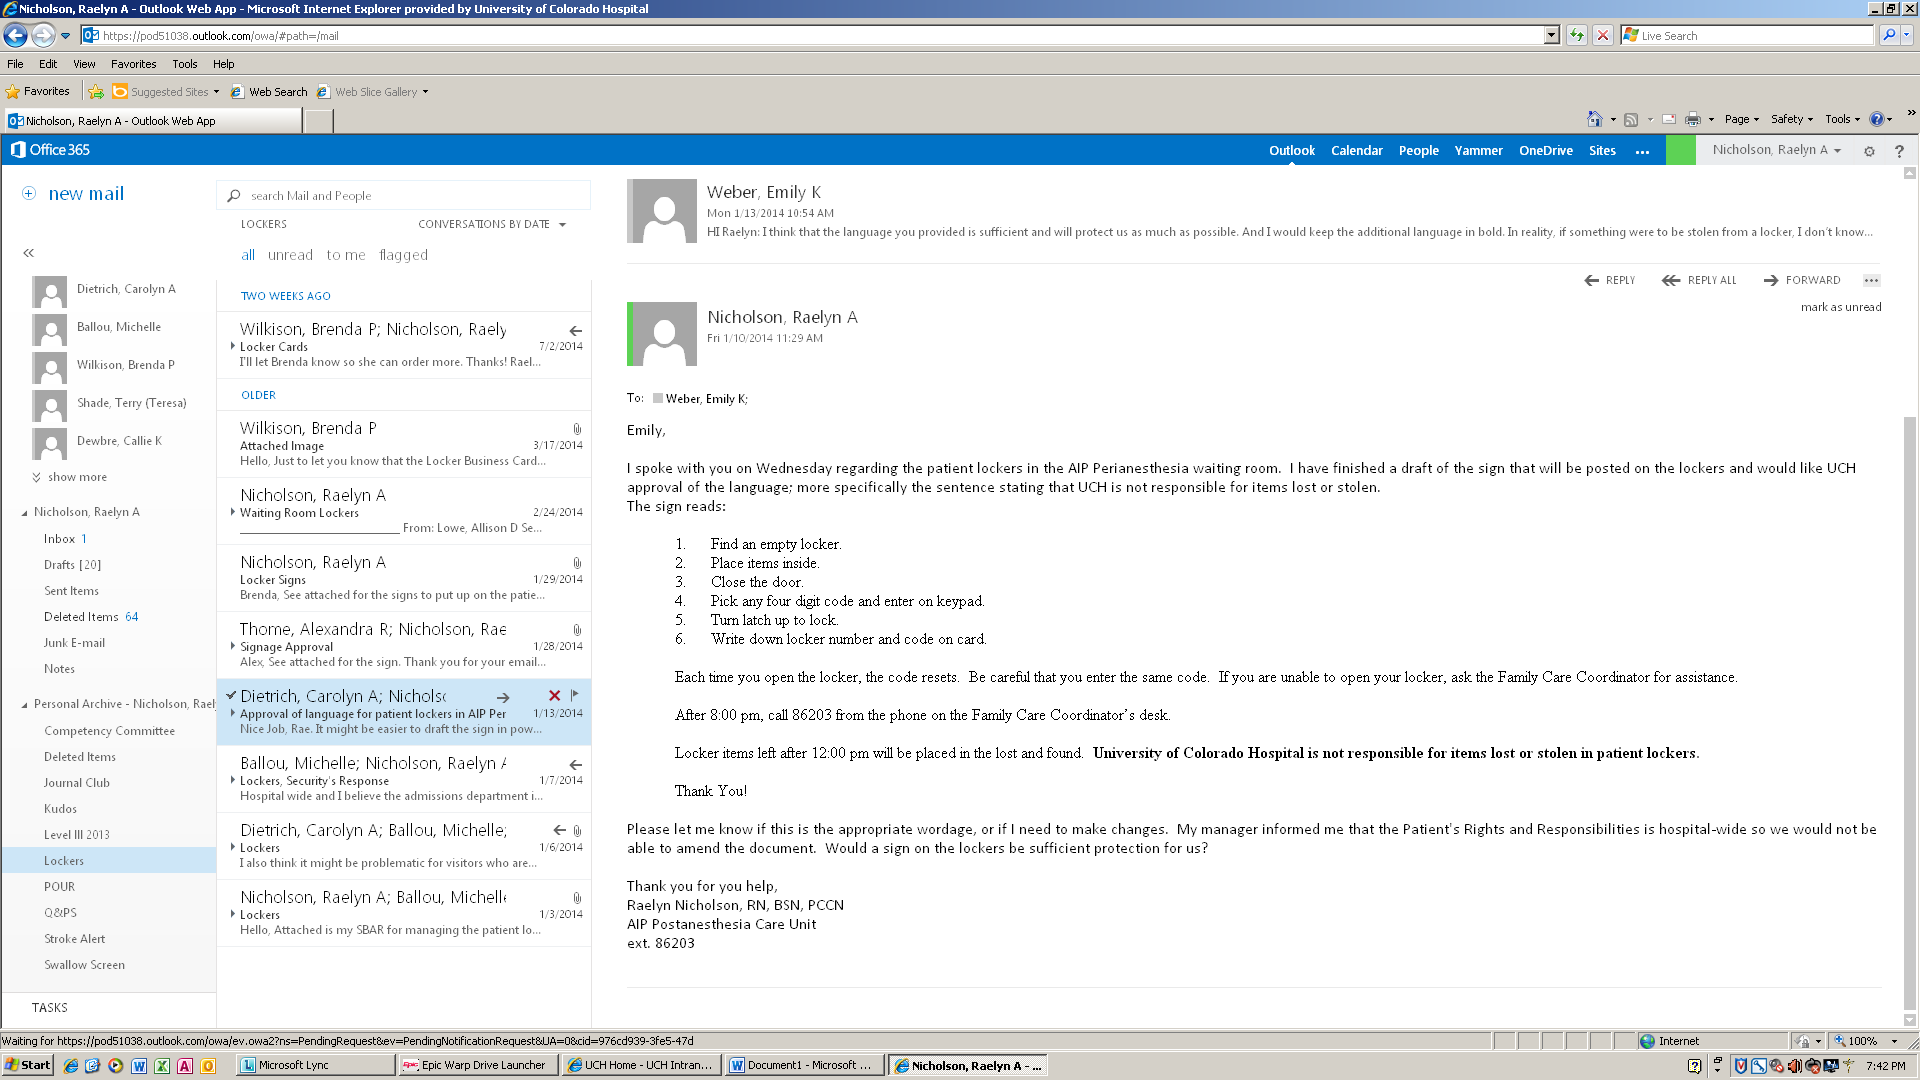 Nicholson, Raelyn A - Outlook Web App - Microsoft Internet Explorer provided by University of Colorado Hospital
https://pod51038.outlook.com/owa/#path=/mail
Live Search
File Edit View Favorites Tools Help
Favorites Suggested Sites Web Search Web Slice Gallery
Nicholson, Raelyn A - Outlook Web App
Page Safety Tools
Office 365
Outlook Calendar People Yammer OneDrive Sites ... Nicholson, Raelyn A ?
new mail
Dietrich, Carolyn A
Ballou, Michelle
Wilkison, Brenda P
Shade, Terry (Teresa)
Dewbre, Callie K
show more
Nicholson, Raelyn A
Inbox 1
Drafts [20]
Sent Items
Deleted Items 64
Junk E-mail
Notes
Personal Archive - Nicholson, Rael
Competency Committee
Deleted Items
Journal Club
Kudos
Level III 2013
Lockers
POUR
Q&PS
Stroke Alert
Swallow Screen
TASKS
search Mail and People
LOCKERS CONVERSATIONS BY DATE
all unread to me flagged
TWO WEEKS AGO
Wilkison, Brenda P; Nicholson, Raely
Locker Cards 7/2/2014
I'll let Brenda know so she can order more. Thanks! Rael...
OLDER
Wilkison, Brenda P
Attached Image 3/17/2014
Hello, Just to let you know that the Locker Business Card...
Nicholson, Raelyn A
Waiting Room Lockers 2/24/2014
________________________________ From: Lowe, Allison D Se...
Nicholson, Raelyn A
Locker Signs 1/29/2014
Brenda, See attached for the signs to put up on the patie...
Thome, Alexandra R; Nicholson, Rae
Signage Approval 1/28/2014
Alex, See attached for the sign. Thank you for your email...
Dietrich, Carolyn A; Nichols
Approval of language for patient lockers in AIP Per 1/13/2014
Nice Job, Rae. It might be easier to draft the sign in pow...
Ballou, Michelle; Nicholson, Raelyn A
Lockers, Security's Response 1/7/2014
Hospital wide and I believe the admissions department i...
Dietrich, Carolyn A; Ballou, Michelle;
Lockers 1/6/2014
I also think it might be problematic for visitors who are...
Nicholson, Raelyn A; Ballou, Michell
Lockers 1/3/2014
Hello, Attached is my SBAR for managing the patient lo...
Weber, Emily K
Mon 1/13/2014 10:54 AM
HI Raelyn: I think that the language you provided is sufficient and will protect us as much as possible. And I would keep the additional language in bold. In reality, if something were to be stolen from a locker, I don't know...
REPLY REPLY ALL FORWARD ...
mark as unread
Nicholson, Raelyn A
Fri 1/10/2014 11:29 AM
To: Weber, Emily K;
Emily,
I spoke with you on Wednesday regarding the patient lockers in the AIP Perianesthesia waiting room. I have finished a draft of the sign that will be posted on the lockers and would like UCH
approval of the language; more specifically the sentence stating that UCH is not responsible for items lost or stolen.
The sign reads:
1. Find an empty locker.
2. Place items inside.
3. Close the door.
4. Pick any four digit code and enter on keypad.
5. Turn latch up to lock.
6. Write down locker number and code on card.
Each time you open the locker, the code resets. Be careful that you enter the same code. If you are unable to open your locker, ask the Family Care Coordinator for assistance.
After 8:00 pm, call 86203 from the phone on the Family Care Coordinator's desk.
Locker items left after 12:00 pm will be placed in the lost and found. University of Colorado Hospital is not responsible for items lost or stolen in patient lockers.
Thank You!
Please let me know if this is the appropriate wordage, or if I need to make changes. My manager informed me that the Patient's Rights and Responsibilities is hospital-wide so we would not be
able to amend the document. Would a sign on the lockers be sufficient protection for us?
Thank you for you help,
Raelyn Nicholson, RN, BSN, PCCN
AIP Postanesthesia Care Unit
ext. 86203
Waiting for https://pod51038.outlook.com/owa/ev.owa2?ns=PendingRequest&ev=PendingNotificationRequest&UA=0&cid=976cd939-3fe5-47d
Internet 100%
Start Microsoft Lync Epic Warp Drive Launcher UCH Home - UCH Intran... Document1 - Microsoft ... Nicholson, Raelyn A - ... 7:42 PM